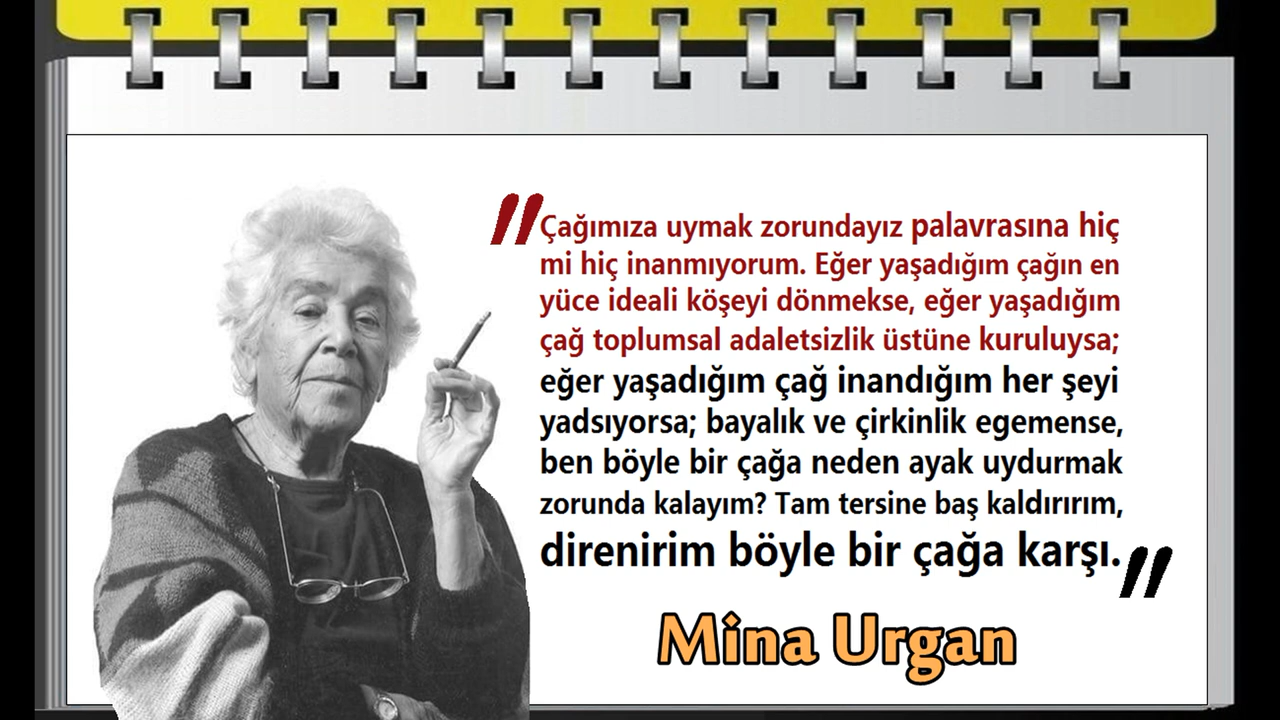 "Çağımıza uymak zorundayız palavrasına hiç
mi hiç inanmıyorum. Eğer yaşadığım çağın en
yüce ideali köşeyi dönmekse, eğer yaşadığım
çağ toplumsal adaletsizlik üstüne kuruluysa;
eğer yaşadığım çağ inandığım her şeyi
yadsıyorsa; bayalık ve çirkinlik egemense,
ben böyle bir çağa neden ayak uydurmak
zorunda kalayım? Tam tersine baş kaldırırım,
direnirim böyle bir çağa karşı."
Mina Urgan